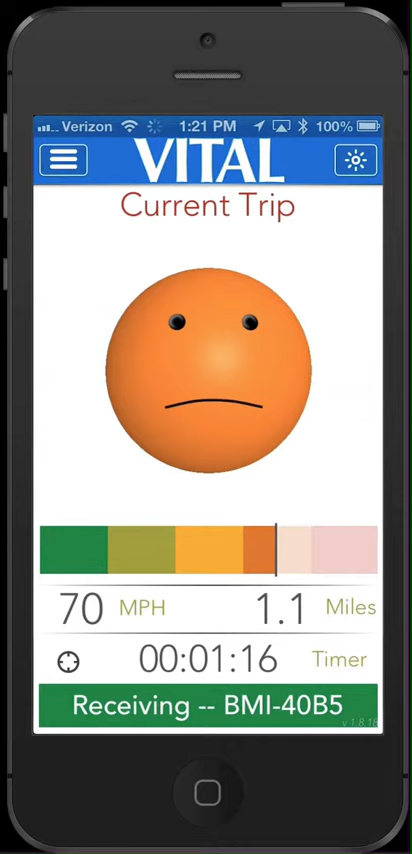 Verizon 1:21 PM 100%
VITAL
Current Trip
70 MPH 1.1 Miles
00:01:16 Timer
Receiving -- BMI-40B5
v 1.8.18